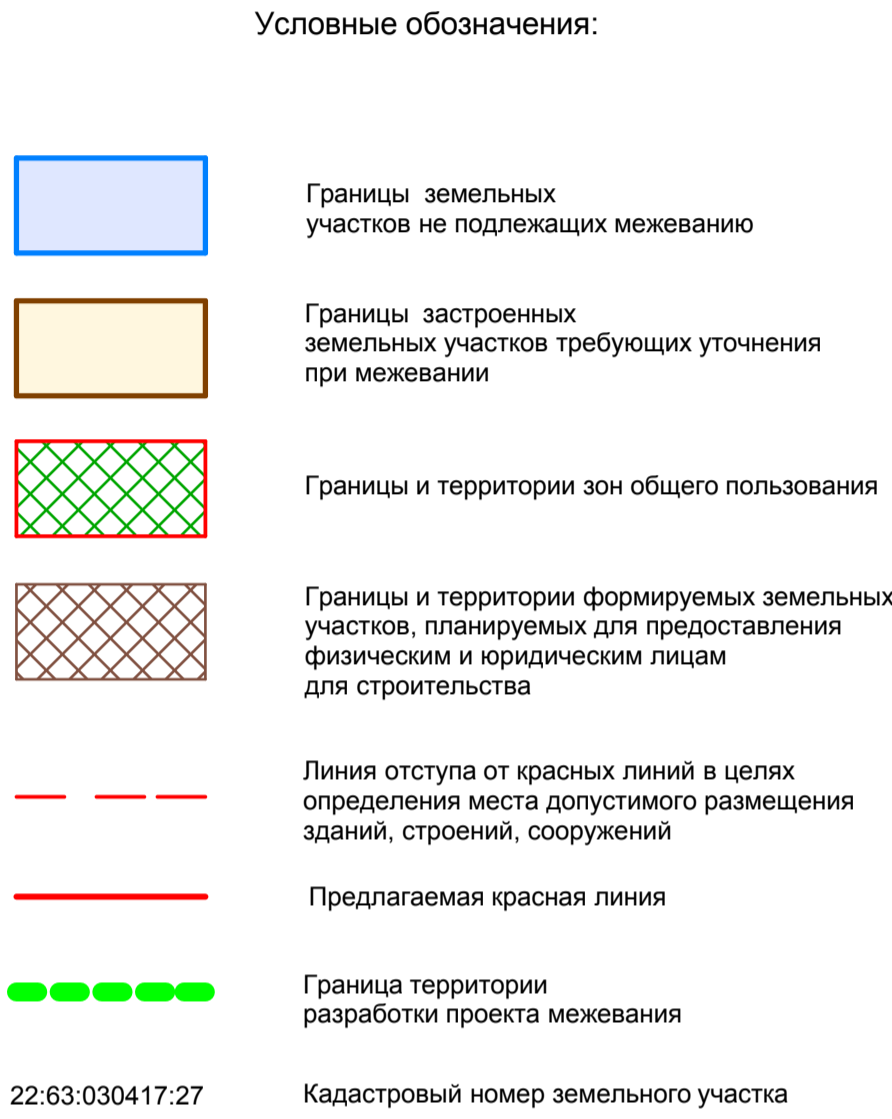 Условные обозначения:
Границы земельных
участков не подлежащих межеванию
Границы застроенных
земельных участков требующих уточнения
при межевании
Границы и территории зон общего пользования
Границы и территории формируемых земельных
участков, планируемых для предоставления
физическим и юридическим лицам
для строительства
Линия отступа от красных линий в целях
определения места допустимого размещения
зданий, строений, сооружений
Предлагаемая красная линия
Граница территории
разработки проекта межевания
22:63:030417:27 Кадастровый номер земельного участка